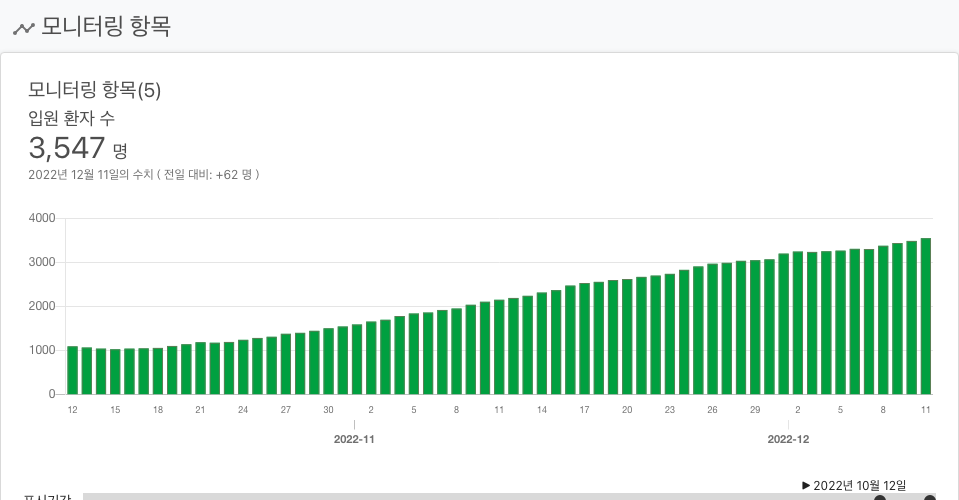 모니터링 항목
모니터링 항목(5)
입원 환자 수
3,547 명
2022년 12월 11일의 수치 ( 전일 대비: +62 명 )
4000
3000
2000
1000
0
12 15 18 21 24 27 30 2 5 8 11 14 17 20 23 26 29 2 5 8 11
2022-11 2022-12
▶ 2022년 10월 12일
표시기간